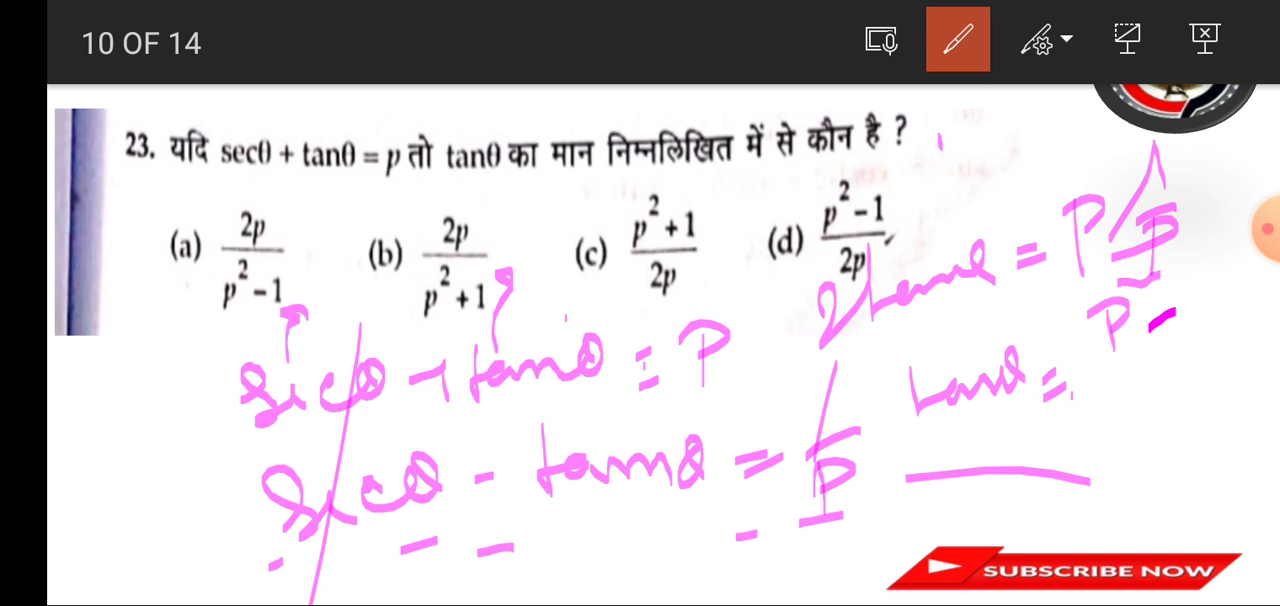 10 OF 14
23. यदि secθ + tanθ = p तो tanθ का मान निम्नलिखित में से कौन है ?
(a) 2p / p² - 1 (b) 2p / p² + 1 (c) p² + 1 / 2p (d) p² - 1 / 2p
2tanθ = P - 1/P
secθ + tanθ = P
tanθ = P -
secθ - tanθ = 1/P
SUBSCRIBE NOW